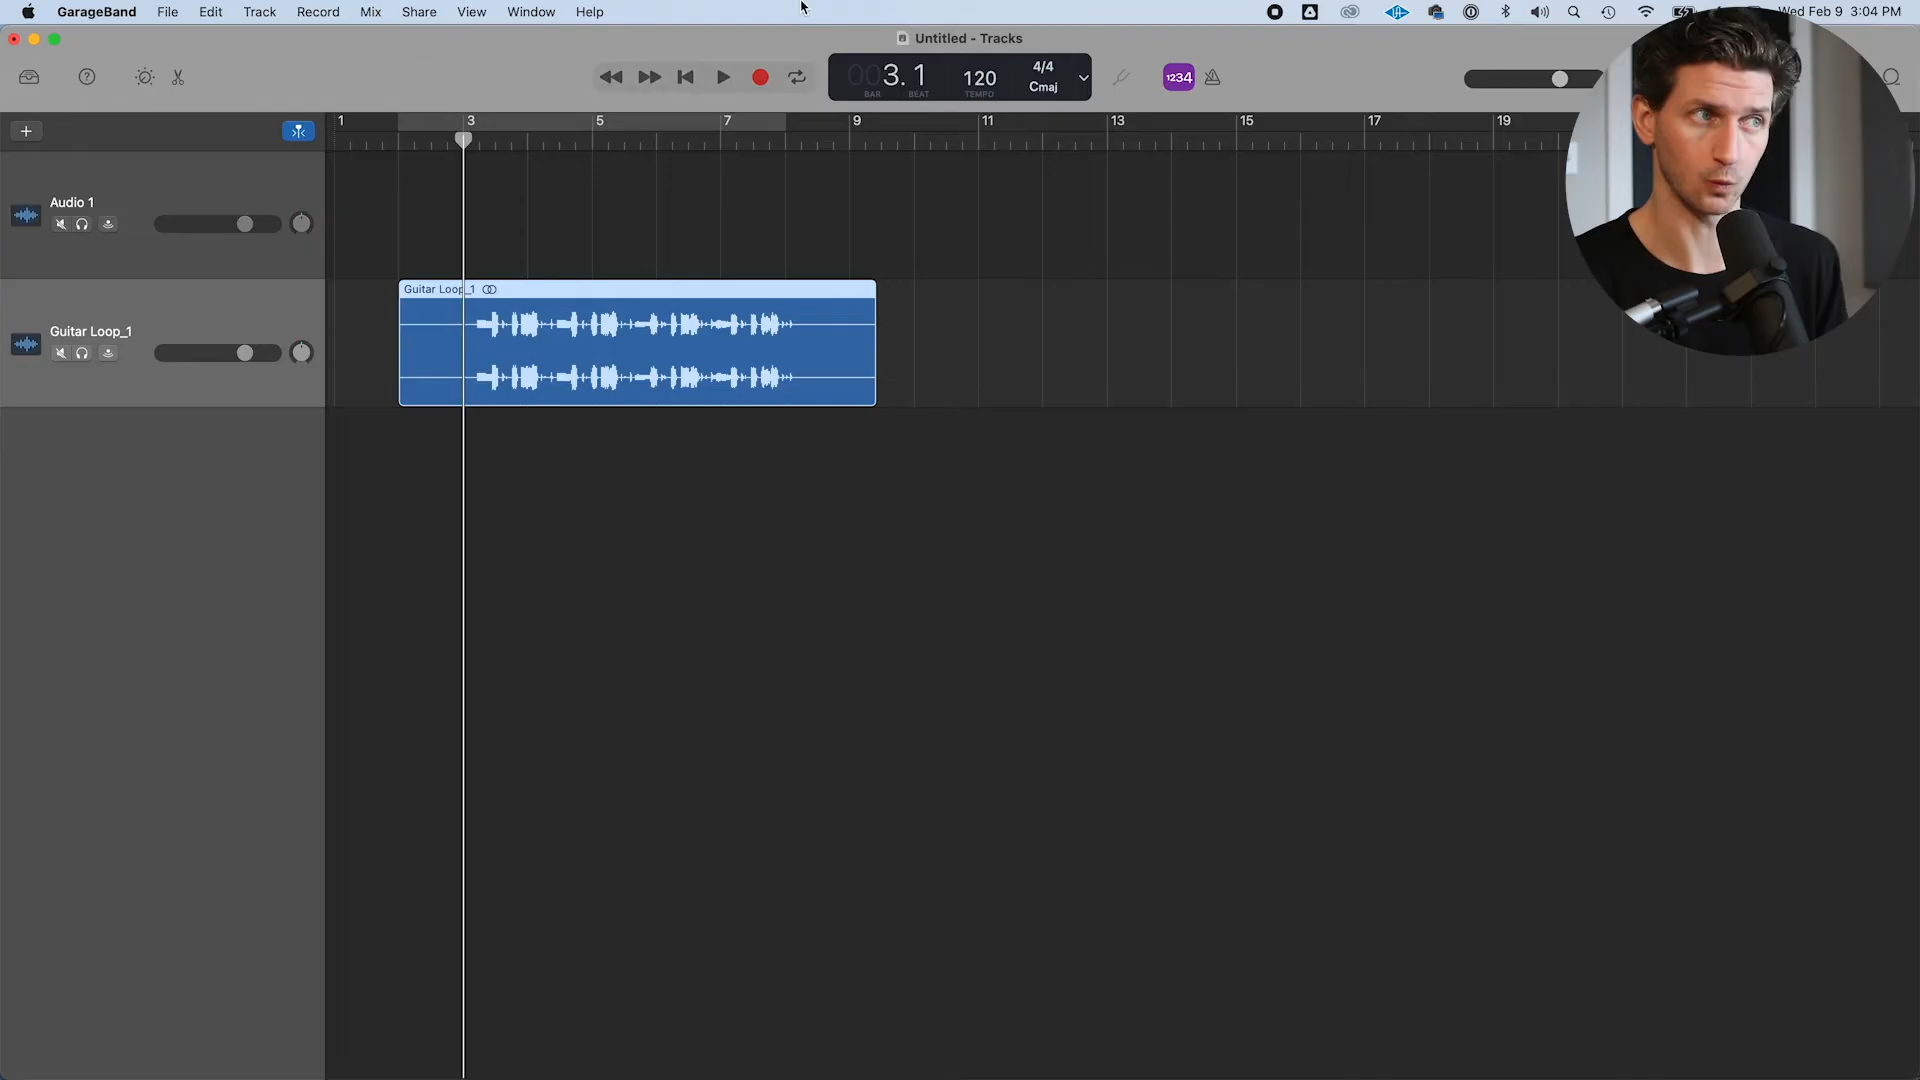 GarageBand File Edit Track Record Mix Share View Window Help Wed Feb 9 3:04 PM
Untitled - Tracks
003.1 120 4/4 Cmaj
BAR BEAT TEMPO
1234
1 3 5 7 9 11 13 15 17 19
Audio 1
Guitar Loop_1
Guitar Loop_1